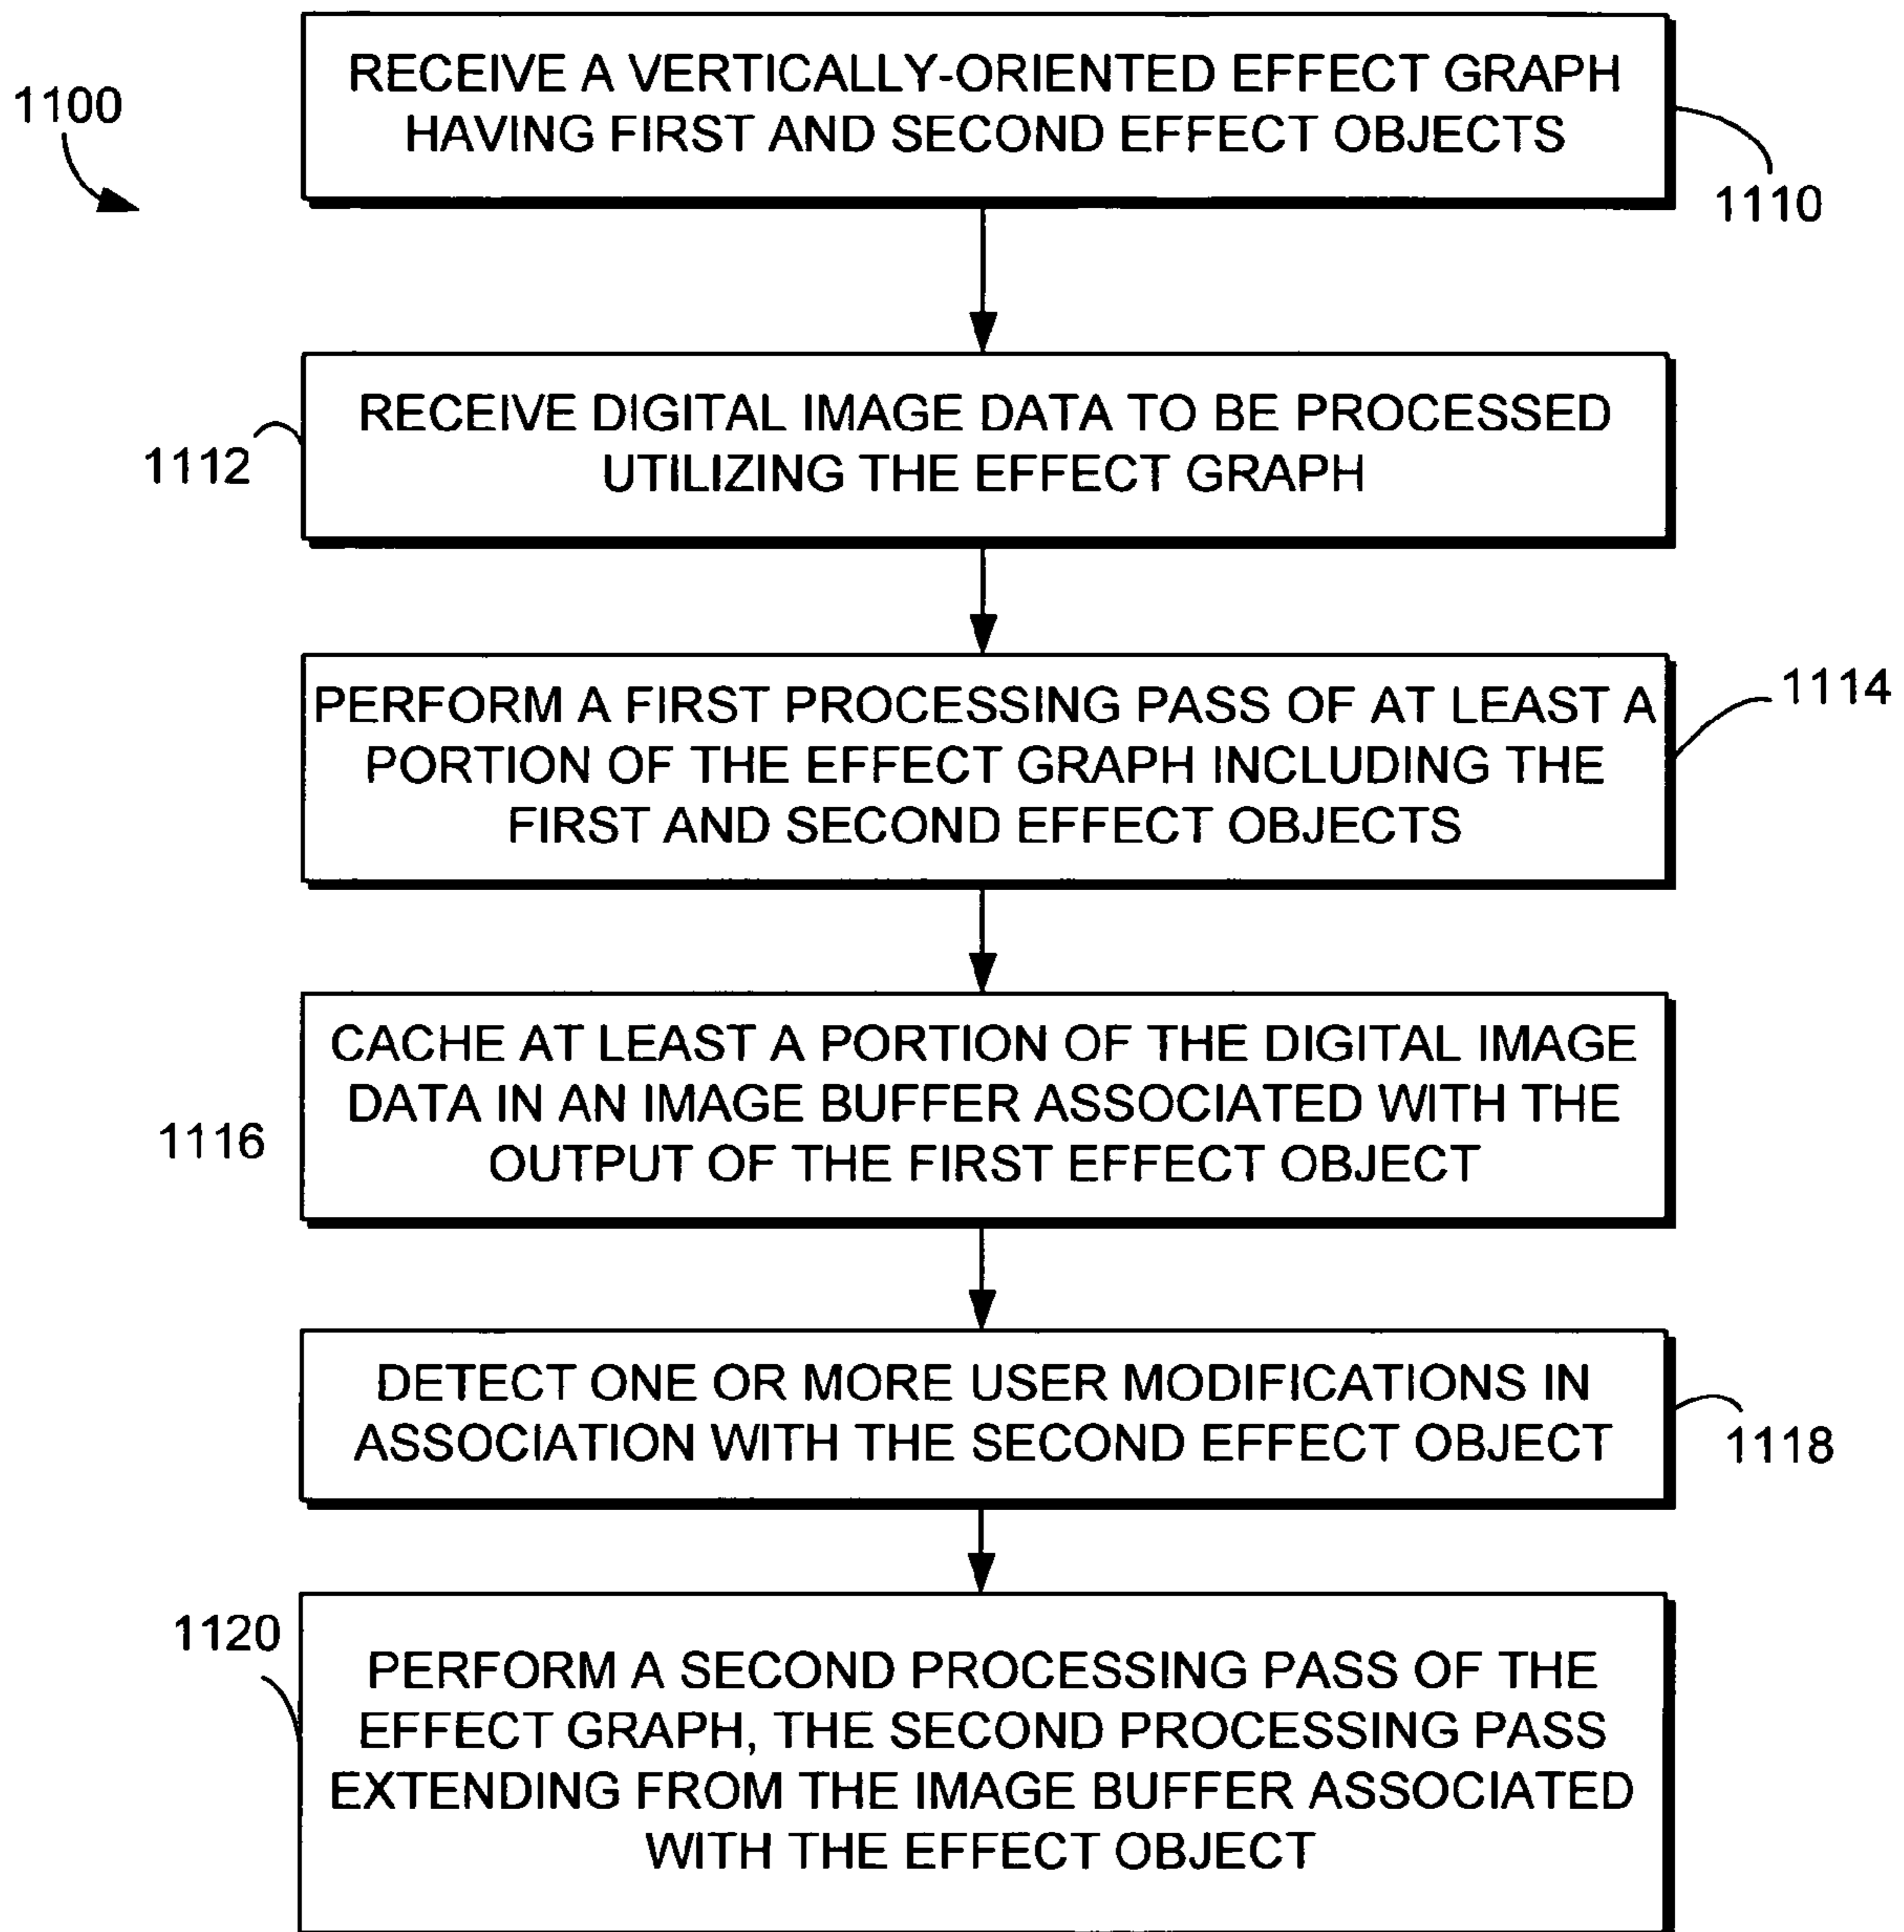 1100
RECEIVE A VERTICALLY-ORIENTED EFFECT GRAPH
HAVING FIRST AND SECOND EFFECT OBJECTS
1110
RECEIVE DIGITAL IMAGE DATA TO BE PROCESSED
UTILIZING THE EFFECT GRAPH
1112
PERFORM A FIRST PROCESSING PASS OF AT LEAST A
PORTION OF THE EFFECT GRAPH INCLUDING THE
FIRST AND SECOND EFFECT OBJECTS
1114
CACHE AT LEAST A PORTION OF THE DIGITAL IMAGE
DATA IN AN IMAGE BUFFER ASSOCIATED WITH THE
OUTPUT OF THE FIRST EFFECT OBJECT
1116
DETECT ONE OR MORE USER MODIFICATIONS IN
ASSOCIATION WITH THE SECOND EFFECT OBJECT
1118
1120
PERFORM A SECOND PROCESSING PASS OF THE
EFFECT GRAPH, THE SECOND PROCESSING PASS
EXTENDING FROM THE IMAGE BUFFER ASSOCIATED
WITH THE EFFECT OBJECT